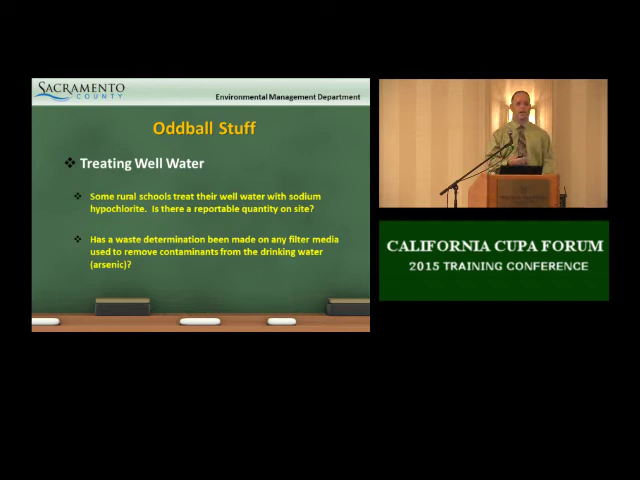 SACRAMENTO
COUNTY
Environmental Management Department
Oddball Stuff
Treating Well Water
Some rural schools treat their well water with sodium
hypochlorite. Is there a reportable quantity on site?
Has a waste determination been made on any filter media
used to remove contaminants from the drinking water
(arsenic)?
CALIFORNIA CUPA FORUM
2015 TRAINING CONFERENCE